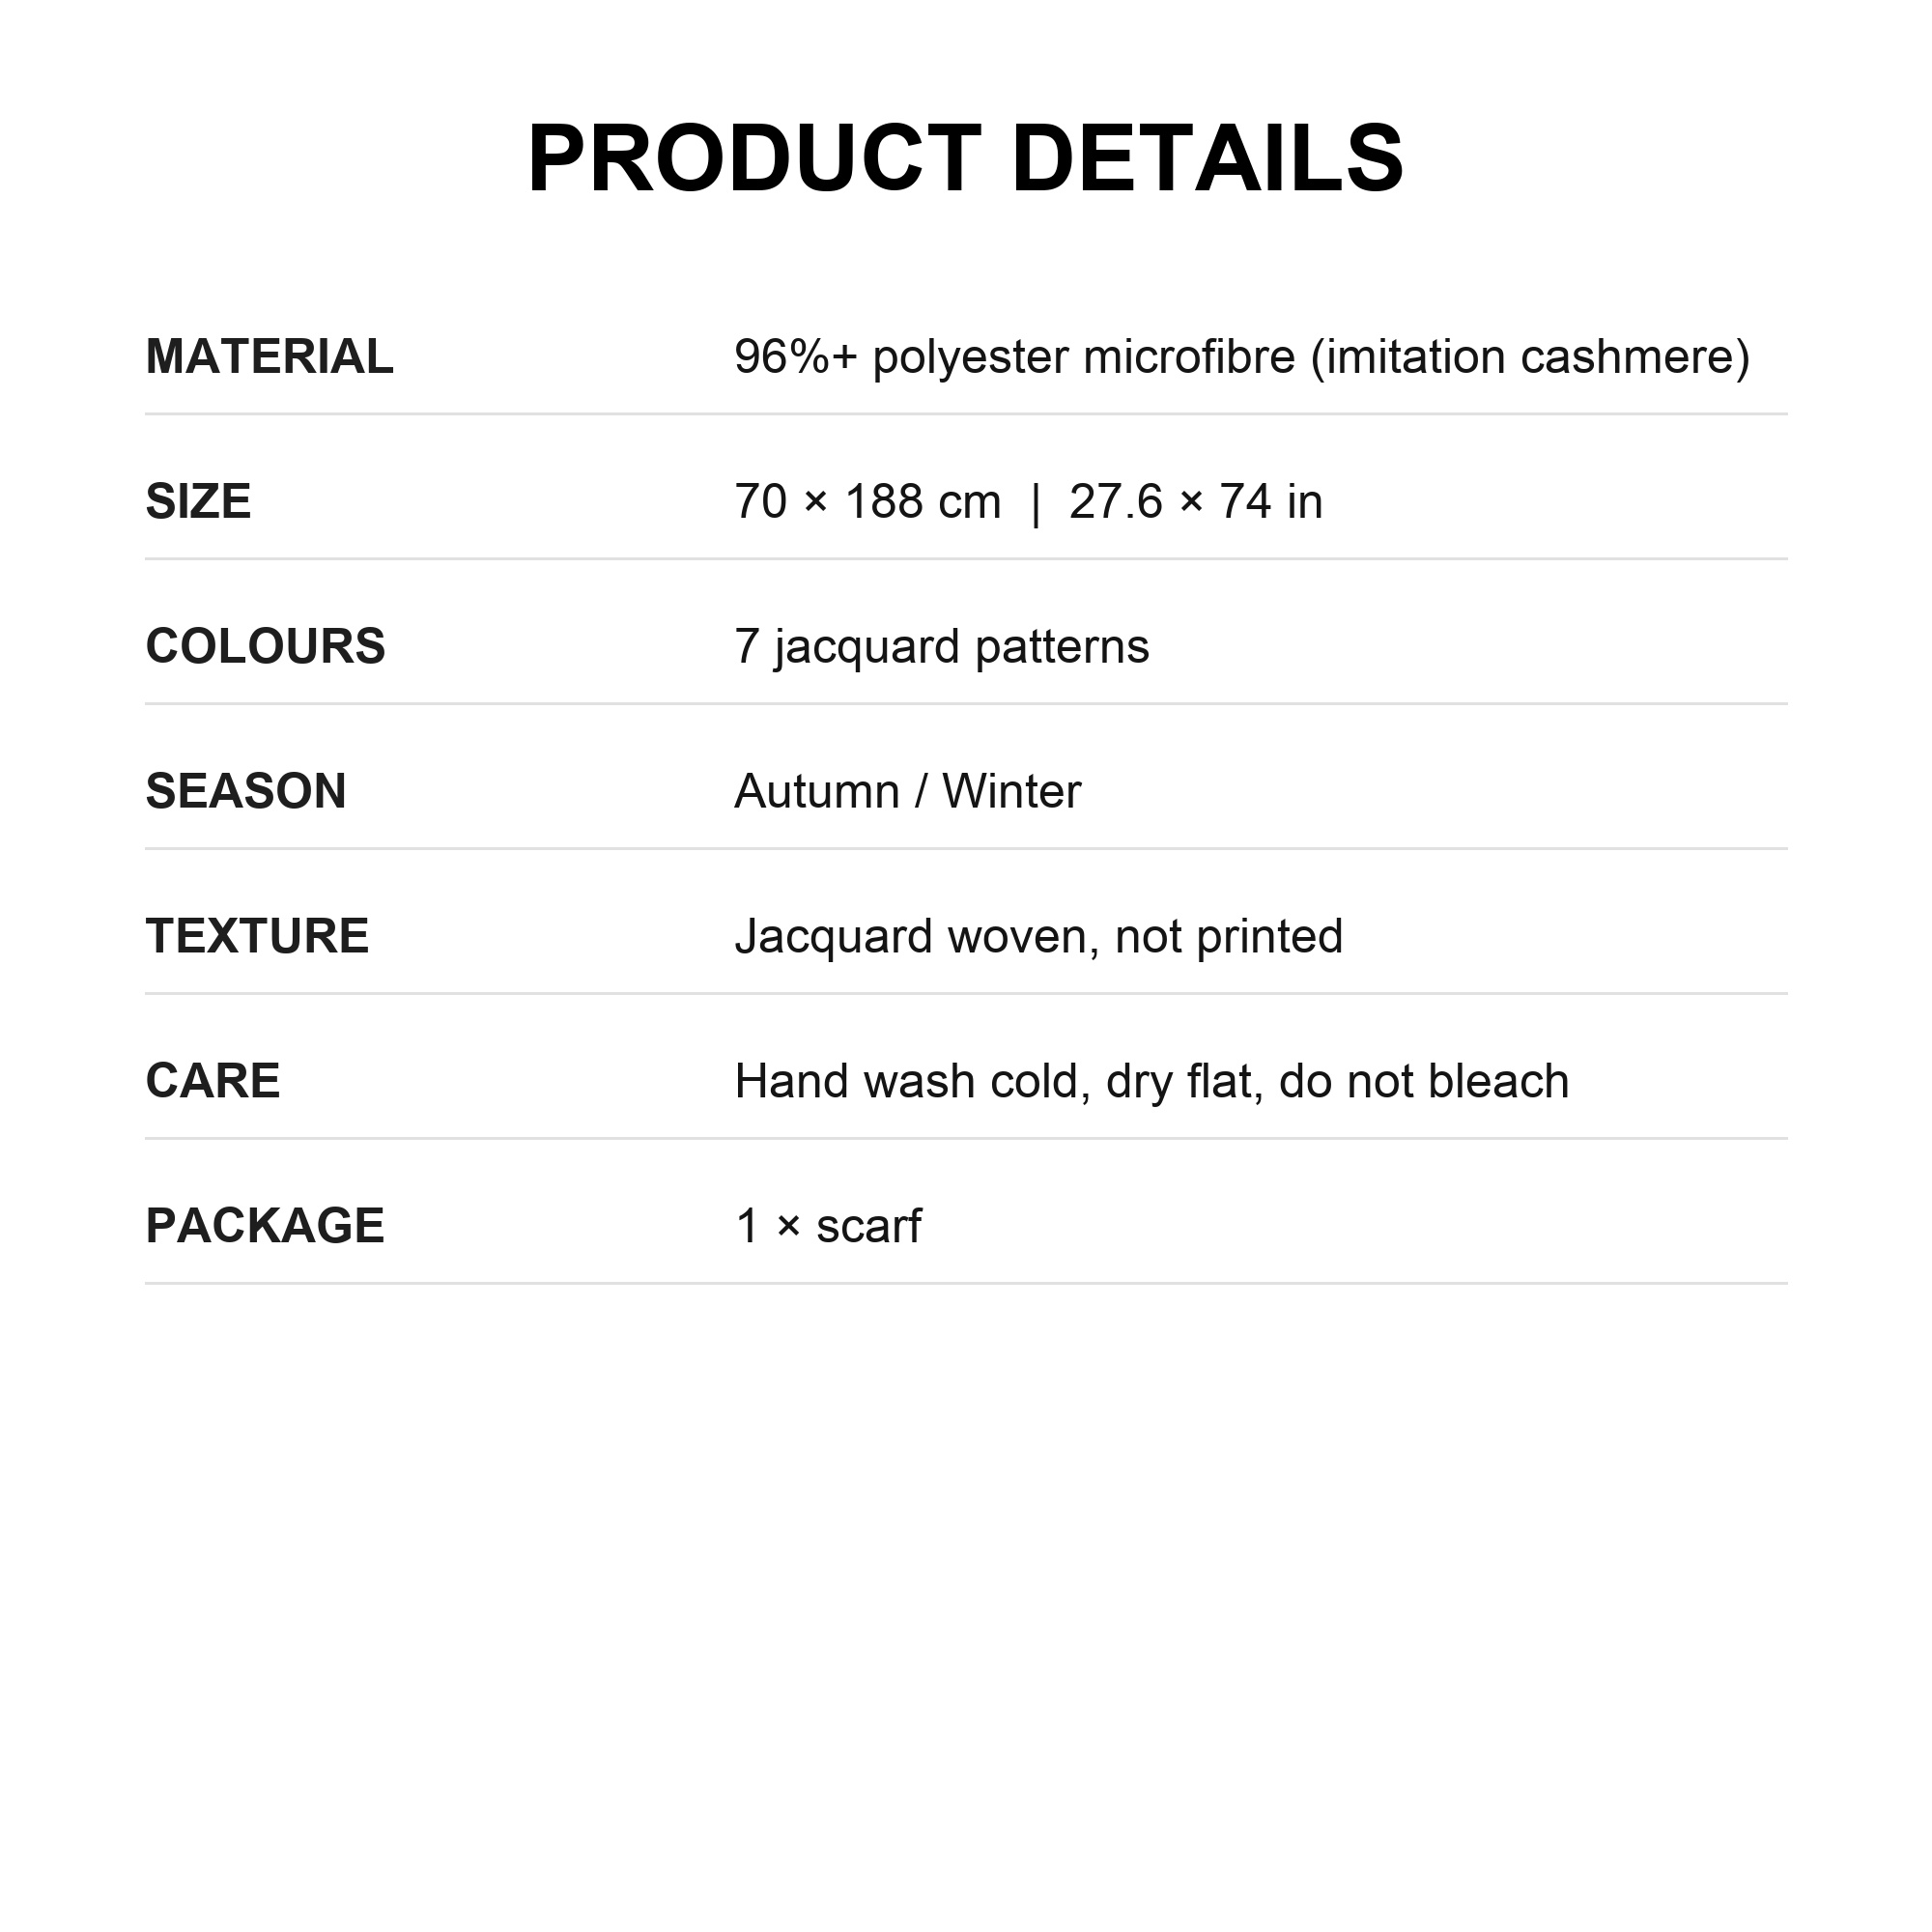 PRODUCT DETAILS
MATERIAL 96%+ polyester microfibre (imitation cashmere)
SIZE 70 × 188 cm | 27.6 × 74 in
COLOURS 7 jacquard patterns
SEASON Autumn / Winter
TEXTURE Jacquard woven, not printed
CARE Hand wash cold, dry flat, do not bleach
PACKAGE 1 × scarf